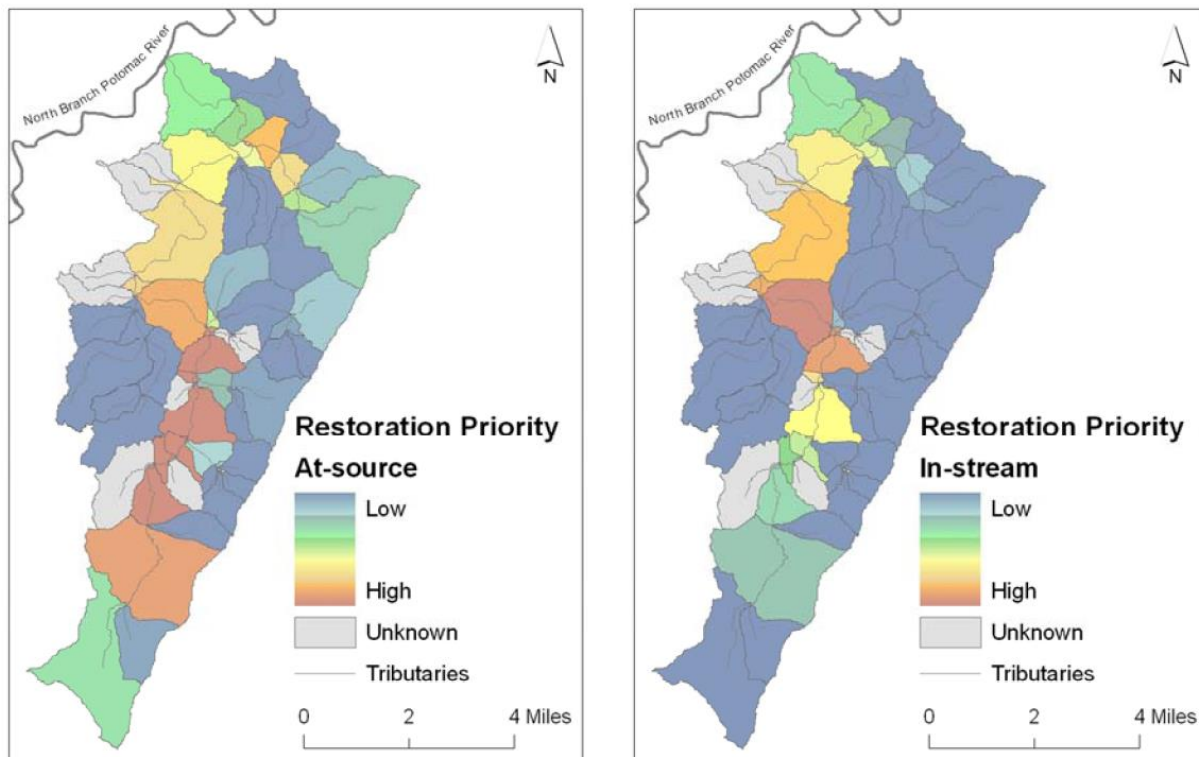 North Branch Potomac River
N
Restoration Priority
At-source
Low
High
Unknown
Tributaries
0 2 4 Miles
North Branch Potomac River
N
Restoration Priority
In-stream
Low
High
Unknown
Tributaries
0 2 4 Miles